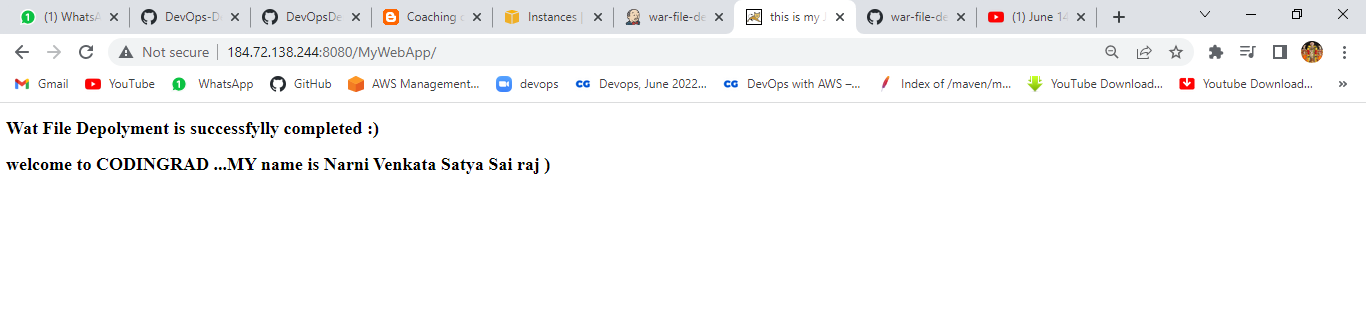 (1) WhatsA
DevOps-D
DevOpsDe
Coaching c
Instances |
war-file-de
this is my J
war-file-de
(1) June 14
Not secure | 184.72.138.244:8080/MyWebApp/
Gmail
YouTube
1 WhatsApp
GitHub
AWS Management...
devops
CG Devops, June 2022...
CG DevOps with AWS –...
Index of /maven/m...
YouTube Download...
Youtube Download...
»
Wat File Depolyment is successfylly completed :)
welcome to CODINGRAD ...MY name is Narni Venkata Satya Sai raj )